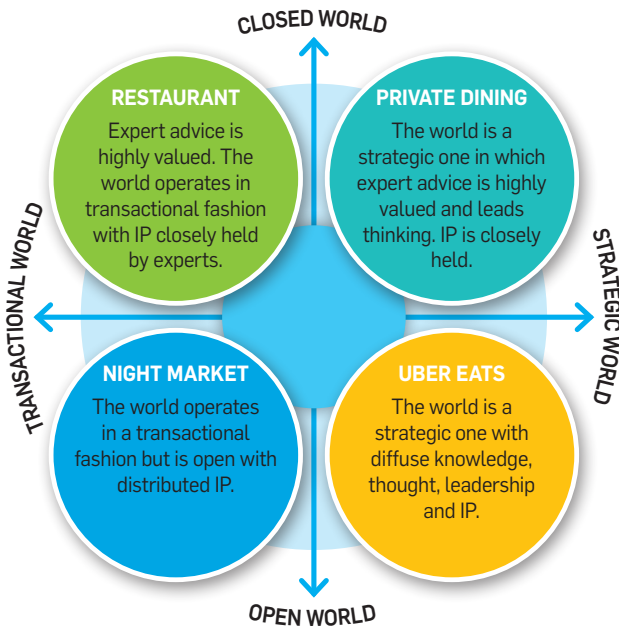 CLOSED WORLD
RESTAURANT
Expert advice is
highly valued. The
world operates in
transactional fashion
with IP closely held
by experts.
PRIVATE DINING
The world is a
strategic one in which
expert advice is highly
valued and leads
thinking. IP is closely
held.
TRANSACTIONAL WORLD
STRATEGIC WORLD
NIGHT MARKET
The world operates
in a transactional
fashion but is open with
distributed IP.
UBER EATS
The world is a
strategic one with
diffuse knowledge,
thought, leadership
and IP.
OPEN WORLD